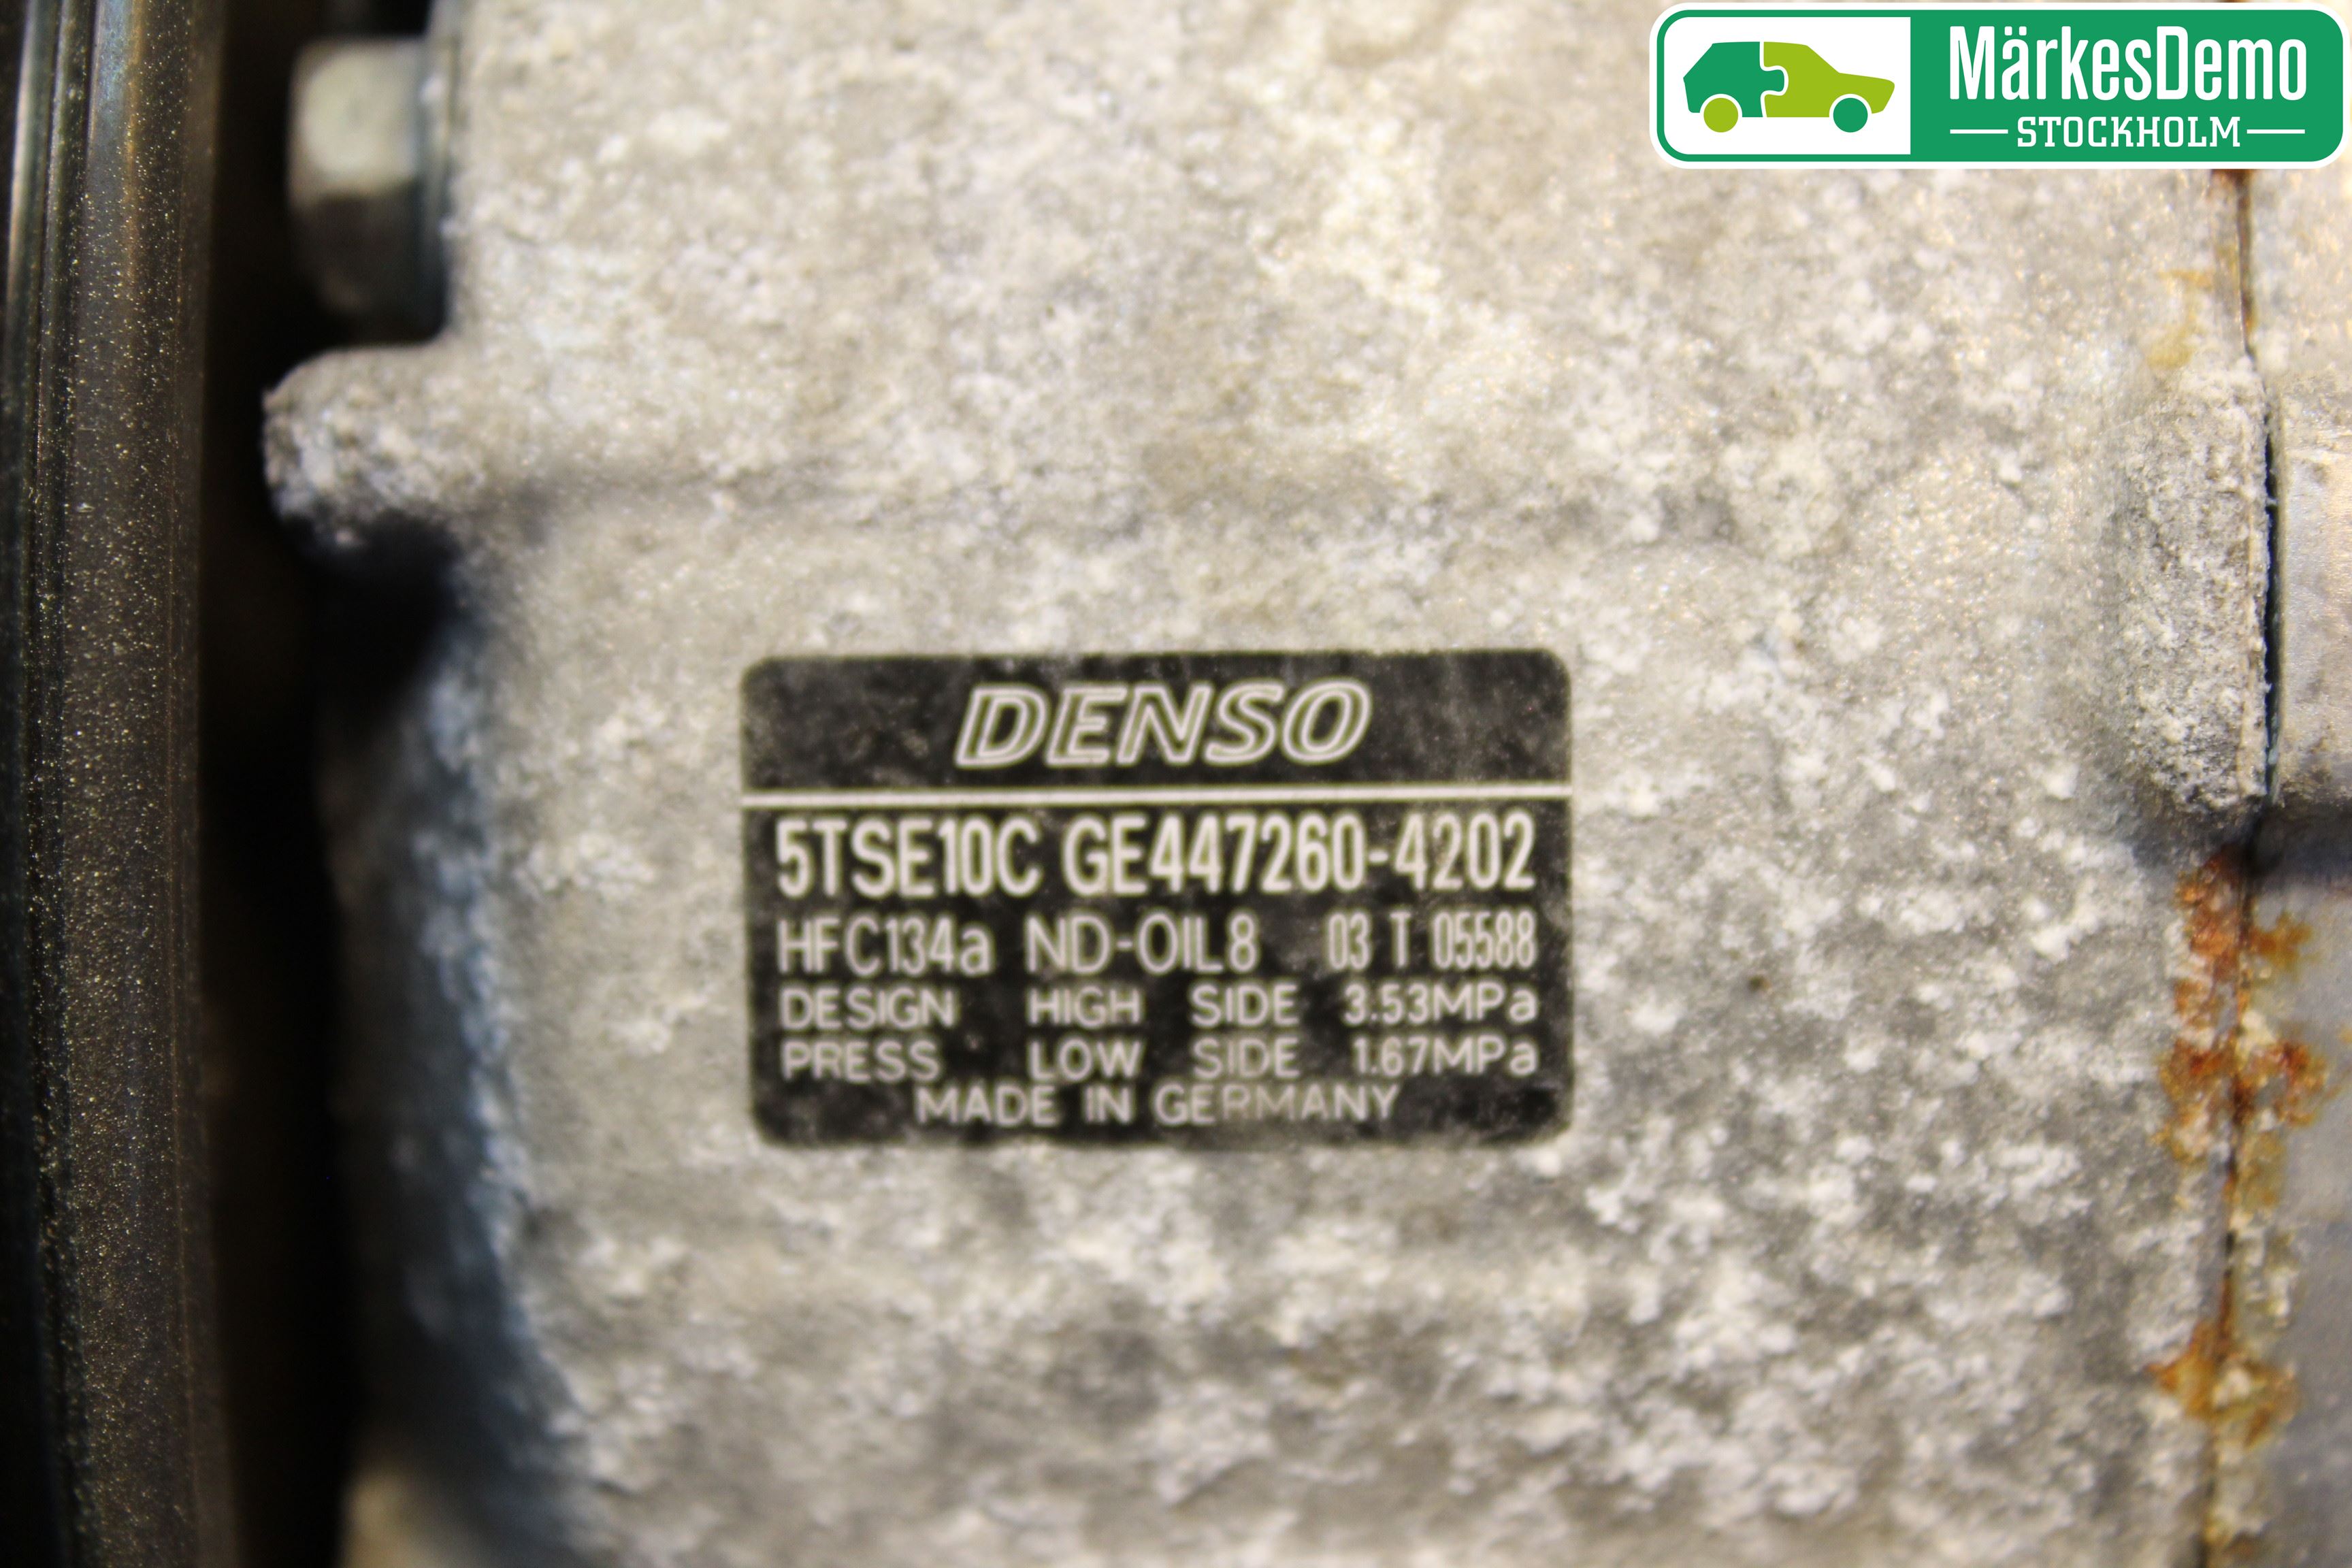 MärkesDemo
STOCKHOLM
DENSO
5TSE10C GE447260-4202
HFC134a ND-OIL8 03 T 05588
DESIGN HIGH SIDE 3.53MPa
PRESS LOW SIDE 1.67MPa
MADE IN GERMANY